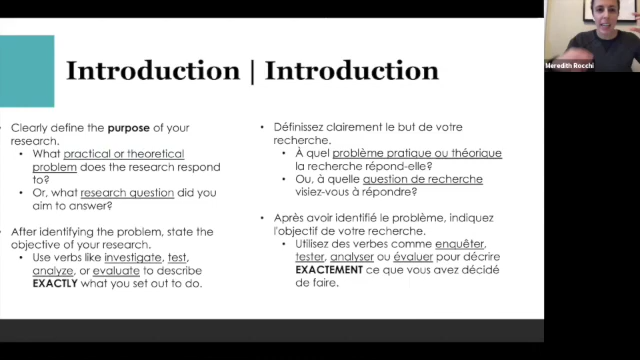 Introduction | Introduction
Clearly define the purpose of your
research.
What practical or theoretical
problem does the research respond
to?
Or, what research question did you
aim to answer?
After identifying the problem, state the
objective of your research.
Use verbs like investigate, test,
analyze, or evaluate to describe
EXACTLY what you set out to do.
Définissez clairement le but de votre
recherche.
À quel problème pratique ou théorique
la recherche répond-elle?
Ou, à quelle question de recherche
visiez-vous à répondre?
Après avoir identifié le problème, indiquez
l'objectif de votre recherche.
Utilisez des verbes comme enquêter,
tester, analyser ou évaluer pour décrire
EXACTEMENT ce que vous avez décidé
de faire.
Meredith Rocchi